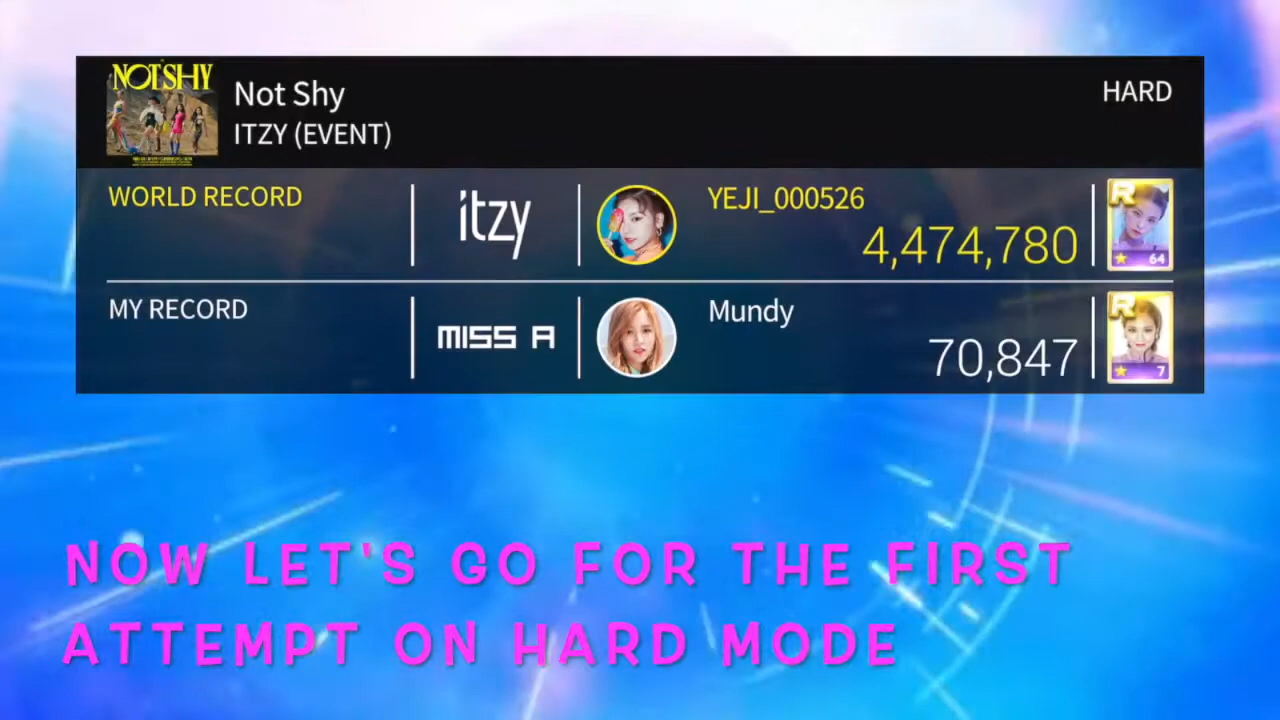 NOT SHY
Not Shy
ITZY (EVENT)
HARD
WORLD RECORD
itzy
YEJI_000526
4,474,780
R
64
MY RECORD
MISS A
Mundy
70,847
R
7
NOW LET'S GO FOR THE FIRST
ATTEMPT ON HARD MODE